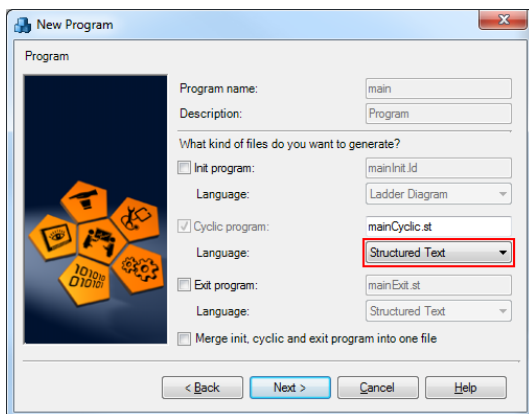 New Program
Program
Program name: main
Description: Program
What kind of files do you want to generate?
Init program: mainInit.ld
Language: Ladder Diagram
Cyclic program: mainCyclic.st
Language: Structured Text
Exit program: mainExit.st
Language: Structured Text
Merge init, cyclic and exit program into one file
10101
010101
< Back Next > Cancel Help